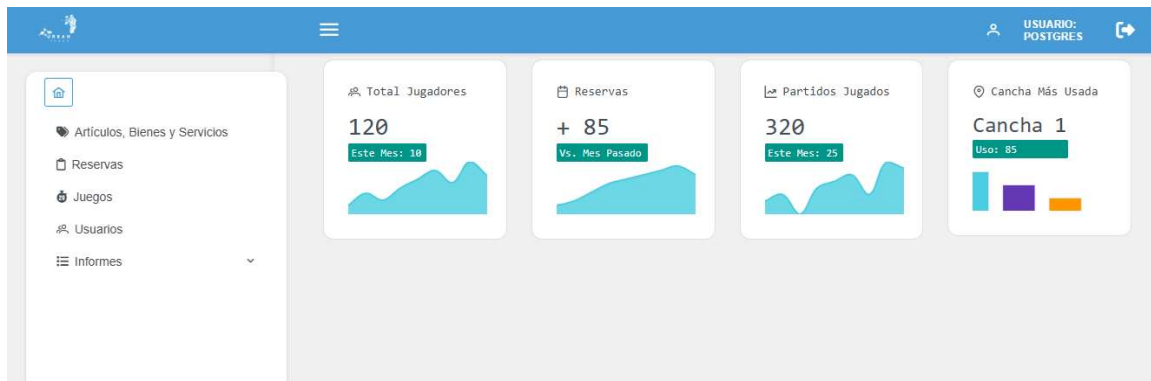 URBAN
USUARIO:
POSTGRES
Artículos, Bienes y Servicios
Reservas
Juegos
Usuarios
Informes
Total Jugadores
120
Este Mes: 10
Reservas
+ 85
Vs. Mes Pasado
Partidos Jugados
320
Este Mes: 25
Cancha Más Usada
Cancha 1
Uso: 85